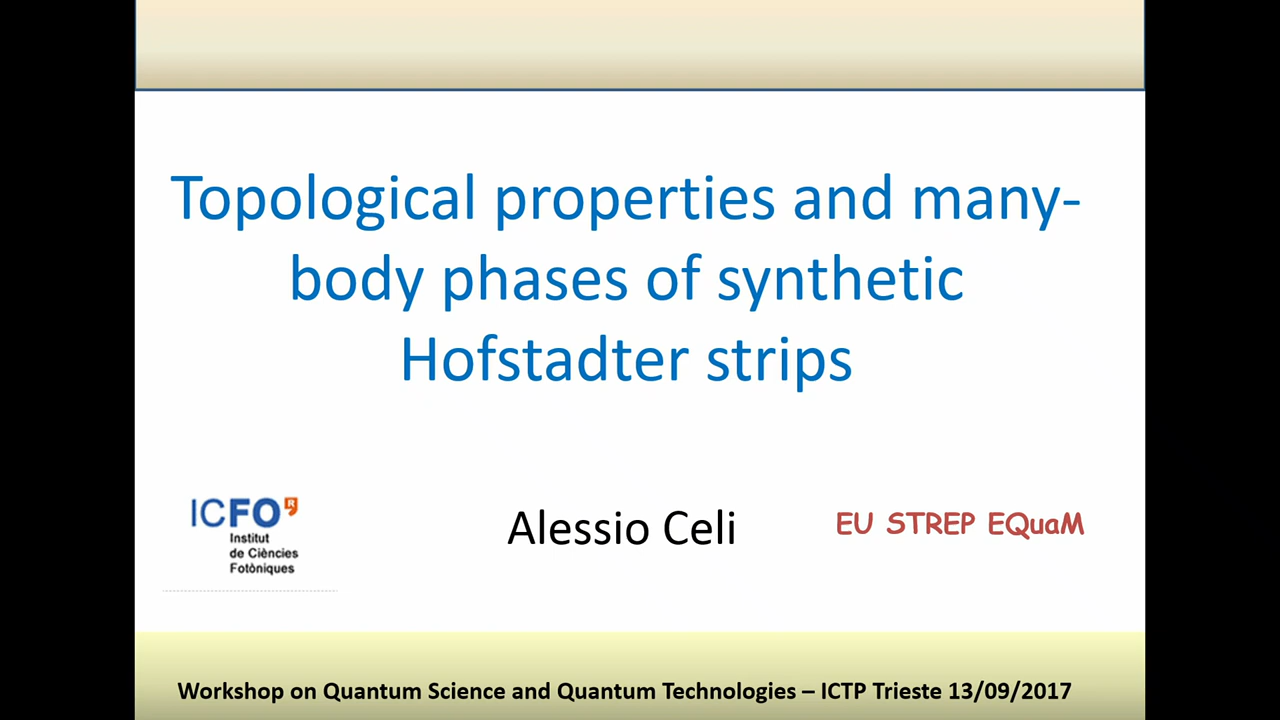 Topological properties and many-
body phases of synthetic
Hofstadter strips
ICFO R
Institut
de Ciències
Fotòniques
Alessio Celi
EU STREP EQuaM
Workshop on Quantum Science and Quantum Technologies – ICTP Trieste 13/09/2017